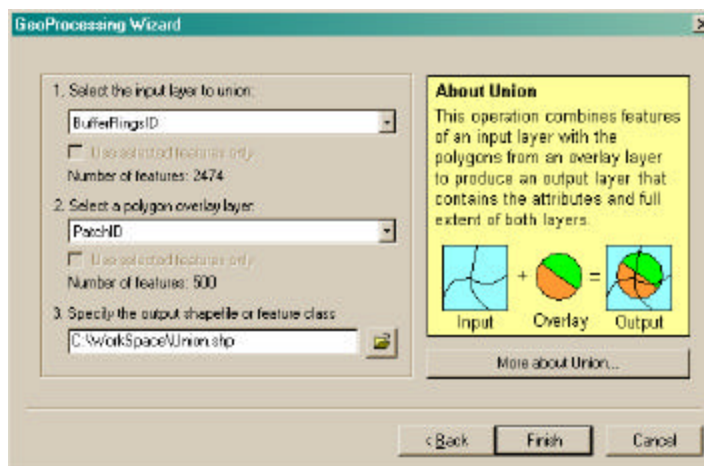 GeoProcessing Wizard
1. Select the input layer to union:
BufferRingsID
Use selected features only
Number of features: 2474
2. Select a polygon overlay layer:
PatchID
Use selected features only
Number of features: 500
3. Specify the output shapefile or feature class
C:\WorkSpace\Union.shp
About Union
This operation combines features
of an input layer with the
polygons from an overlay layer
to produce an output layer that
contains the attributes and full
extent of both layers.
+ =
Input Overlay Output
More about Union...
< Back Finish Cancel